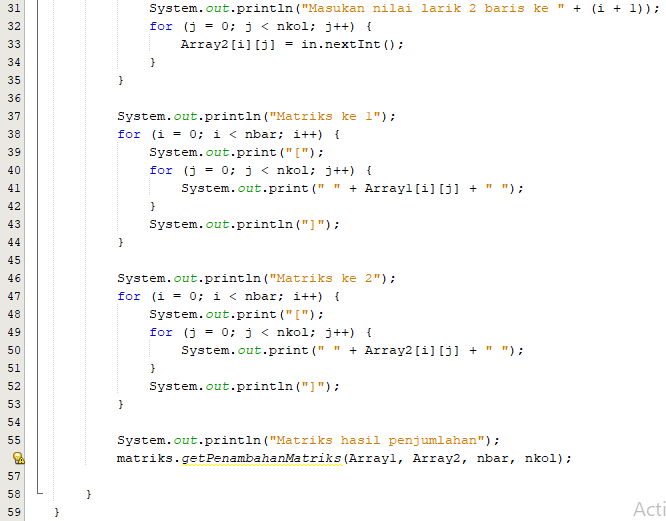 31 System.out.println("Masukan nilai larik 2 baris ke " + (i + 1));
32 for (j = 0; j < nkol; j++) {
33 Array2[i][j] = in.nextInt();
34 }
35 }
36
37 System.out.println("Matriks ke 1");
38 for (i = 0; i < nbar; i++) {
39 System.out.print("[");
40 for (j = 0; j < nkol; j++) {
41 System.out.print(" " + Array1[i][j] + " ");
42 }
43 System.out.println("]");
44 }
45
46 System.out.println("Matriks ke 2");
47 for (i = 0; i < nbar; i++) {
48 System.out.print("[");
49 for (j = 0; j < nkol; j++) {
50 System.out.print(" " + Array2[i][j] + " ");
51 }
52 System.out.println("]");
53 }
54
55 System.out.println("Matriks hasil penjumlahan");
matriks.getPenambahanMatriks(Array1, Array2, nbar, nkol);
57
58 }
59 }
Acti